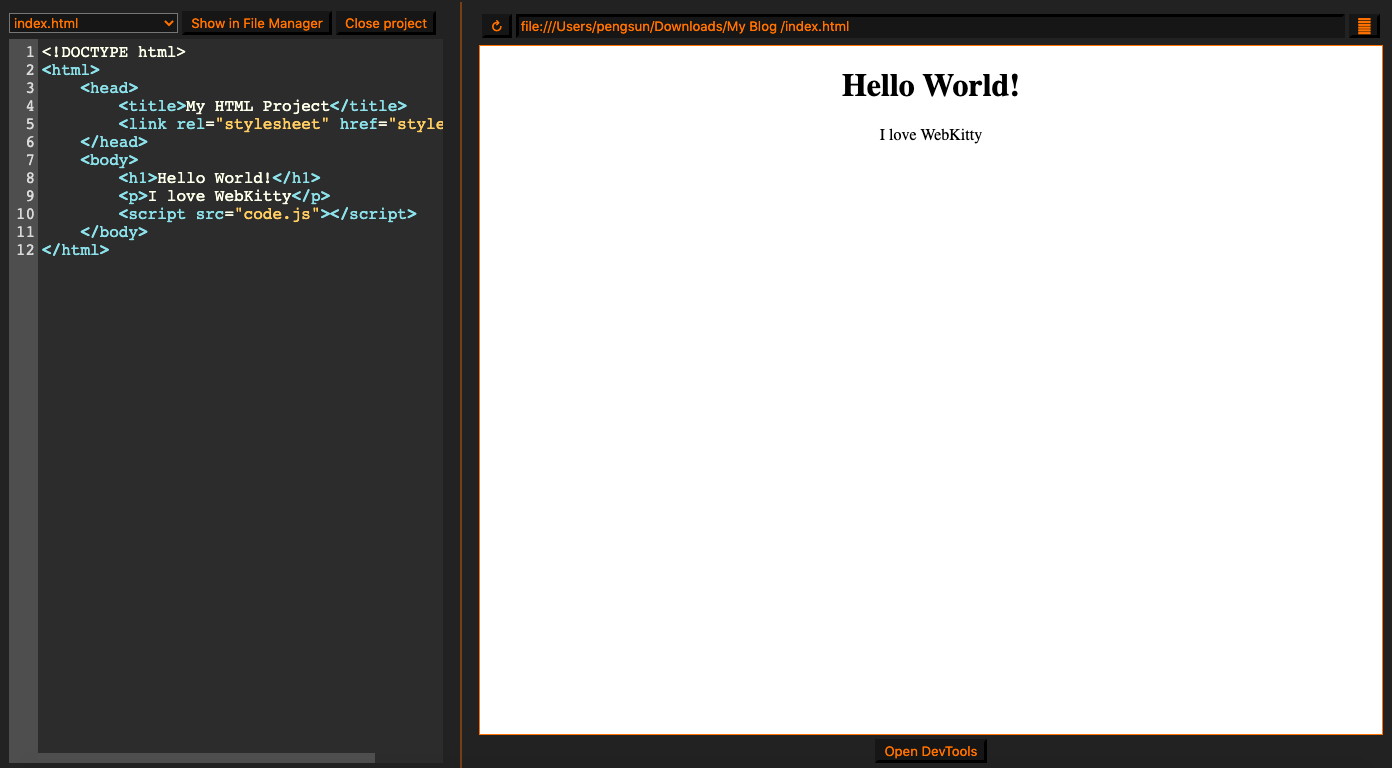 index.html Show in File Manager Close project
1 <!DOCTYPE html>
2 <html>
3     <head>
4         <title>My HTML Project</title>
5         <link rel="stylesheet" href="style
6     </head>
7     <body>
8         <h1>Hello World!</h1>
9         <p>I love WebKitty</p>
10         <script src="code.js"></script>
11     </body>
12 </html>
file:///Users/pengsun/Downloads/My Blog /index.html
Hello World!
I love WebKitty
Open DevTools